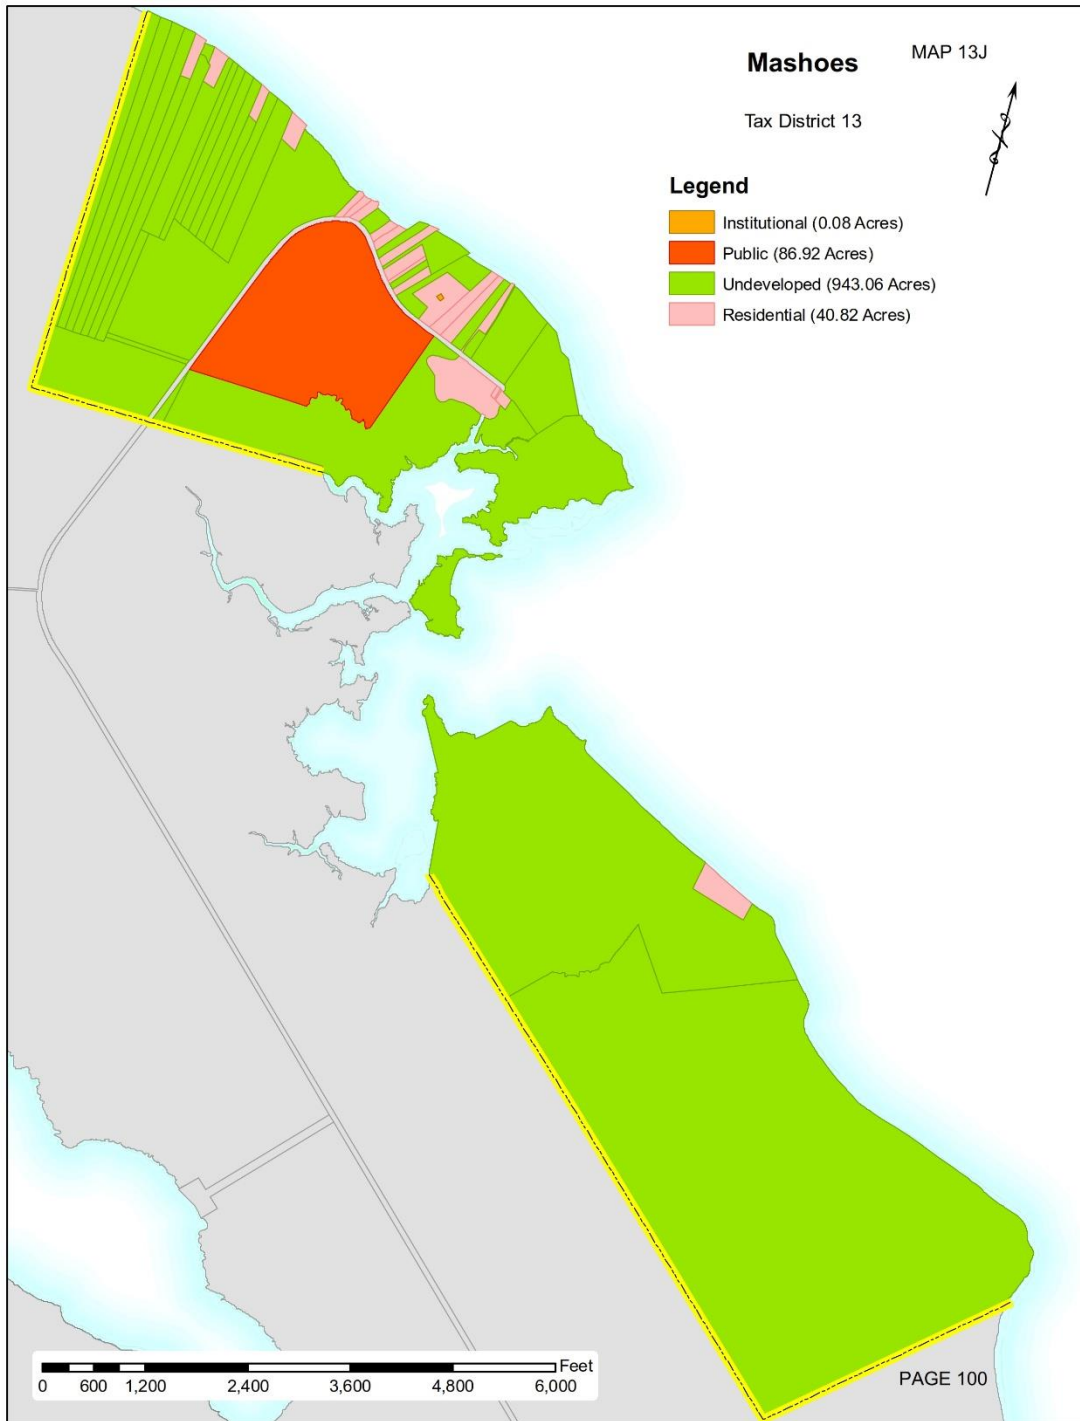 Mashoes
MAP 13J
Tax District 13
Legend
Institutional (0.08 Acres)
Public (86.92 Acres)
Undeveloped (943.06 Acres)
Residential (40.82 Acres)
Feet
0 600 1,200 2,400 3,600 4,800 6,000
PAGE 100